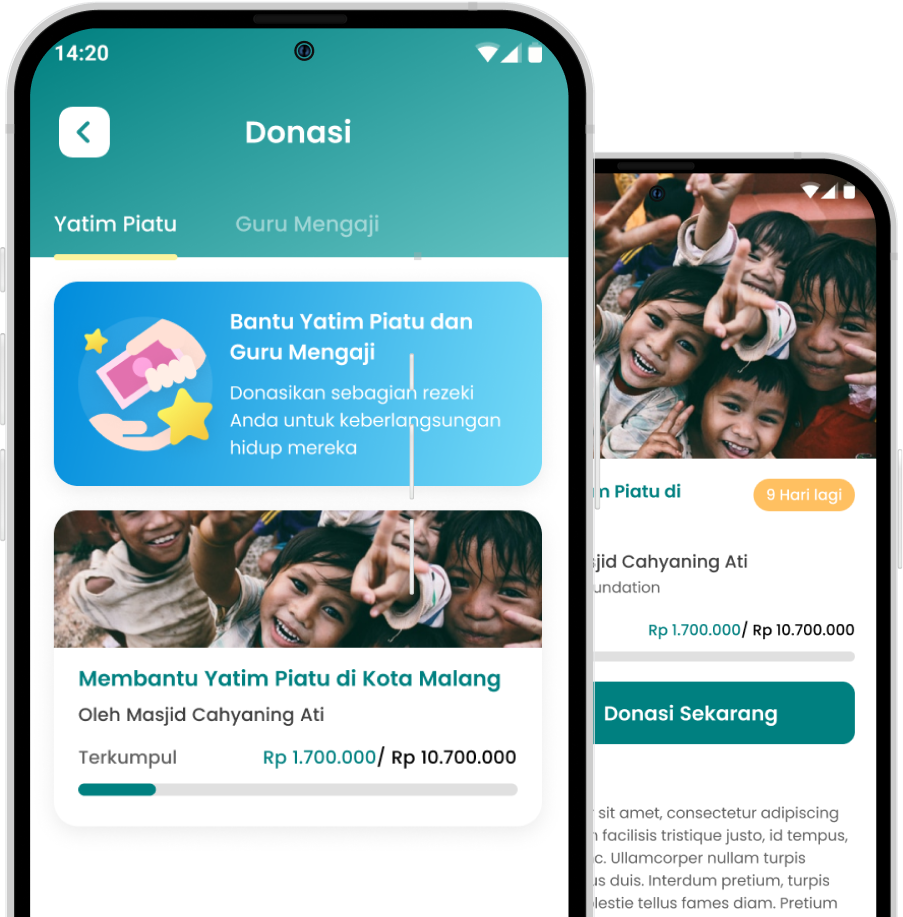 14:20
Donasi
Yatim Piatu
Guru Mengaji
Bantu Yatim Piatu dan
Guru Mengaji
Donasikan sebagian rezeki
Anda untuk keberlangsungan
hidup mereka
Membantu Yatim Piatu di Kota Malang
Oleh Masjid Cahyaning Ati
Terkumpul
Rp 1.700.000/ Rp 10.700.000
Piatu di
9 Hari lagi
Cahyaning Ati
Rp 1.700.000/ Rp 10.700.000
Donasi Sekarang
sit amet, consectetur adipiscing
facilisis tristique justo, id tempus,
Ullamcorper nullam turpis
duis. Interdum pretium, turpis
tellus fames diam. Pretium